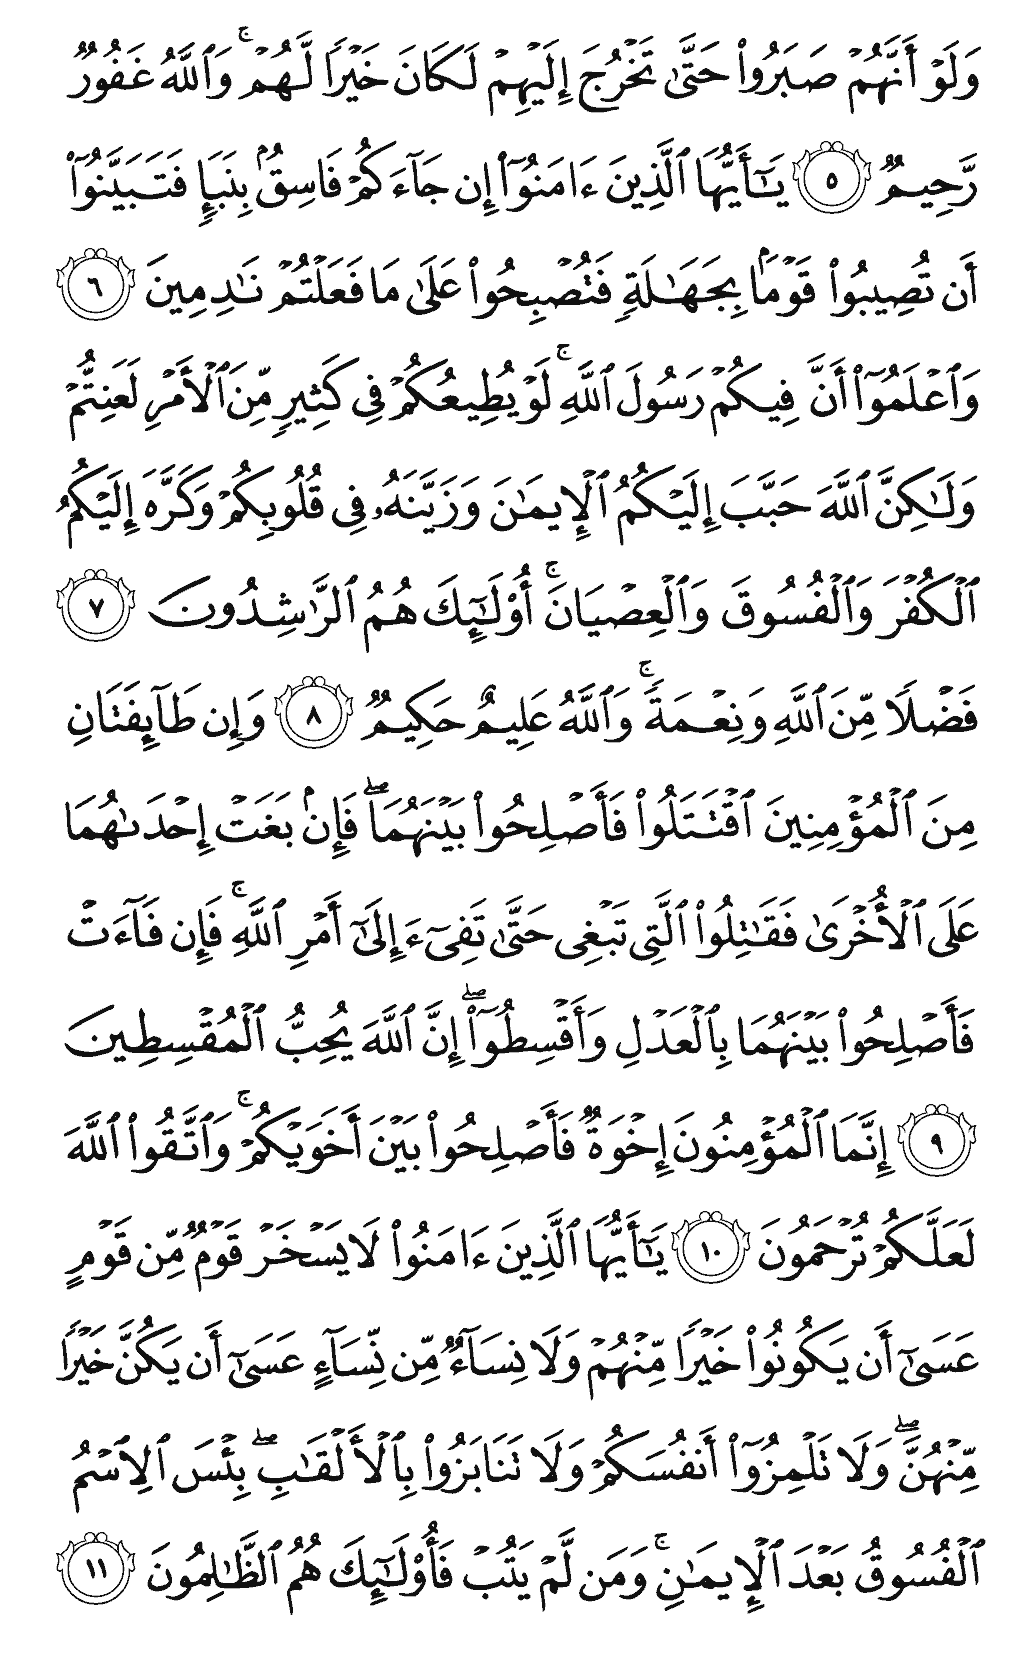 وَلَوۡ أَنَّهُمۡ صَبَرُواْ حَتَّىٰ تَخۡرُجَ إِلَيۡهِمۡ لَكَانَ خَيۡرٗا لَّهُمۡۚ وَٱللَّهُ غَفُورٞ
رَّحِيمٞ ٥ يَـٰٓأَيُّهَا ٱلَّذِينَ ءَامَنُوٓاْ إِن جَآءَكُمۡ فَاسِقُۢ بِنَبَإٖ فَتَبَيَّنُوٓاْ
أَن تُصِيبُواْ قَوۡمَۢا بِجَهَٰلَةٖ فَتُصۡبِحُواْ عَلَىٰ مَا فَعَلۡتُمۡ نَٰدِمِينَ ٦
وَٱعۡلَمُوٓاْ أَنَّ فِيكُمۡ رَسُولَ ٱللَّهِۚ لَوۡ يُطِيعُكُمۡ فِي كَثِيرٖ مِّنَ ٱلۡأَمۡرِ لَعَنِتُّمۡ
وَلَٰكِنَّ ٱللَّهَ حَبَّبَ إِلَيۡكُمُ ٱلۡإِيمَٰنَ وَزَيَّنَهُۥ فِي قُلُوبِكُمۡ وَكَرَّهَ إِلَيۡكُمُ
ٱلۡكُفۡرَ وَٱلۡفُسُوقَ وَٱلۡعِصۡيَانَۚ أُوْلَـٰٓئِكَ هُمُ ٱلرَّٰشِدُونَ ٧
فَضۡلٗا مِّنَ ٱللَّهِ وَنِعۡمَةٗۚ وَٱللَّهُ عَلِيمٌ حَكِيمٞ ٨ وَإِن طَآئِفَتَانِ
مِنَ ٱلۡمُؤۡمِنِينَ ٱقۡتَتَلُواْ فَأَصۡلِحُواْ بَيۡنَهُمَاۖ فَإِنۢ بَغَتۡ إِحۡدَىٰهُمَا
عَلَى ٱلۡأُخۡرَىٰ فَقَٰتِلُواْ ٱلَّتِي تَبۡغِي حَتَّىٰ تَفِيٓءَ إِلَىٰٓ أَمۡرِ ٱللَّهِۚ فَإِن فَآءَتۡ
فَأَصۡلِحُواْ بَيۡنَهُمَا بِٱلۡعَدۡلِ وَأَقۡسِطُوٓاْۖ إِنَّ ٱللَّهَ يُحِبُّ ٱلۡمُقۡسِطِينَ
٩ إِنَّمَا ٱلۡمُؤۡمِنُونَ إِخۡوَةٞ فَأَصۡلِحُواْ بَيۡنَ أَخَوَيۡكُمۡۚ وَٱتَّقُواْ ٱللَّهَ
لَعَلَّكُمۡ تُرۡحَمُونَ ١٠ يَـٰٓأَيُّهَا ٱلَّذِينَ ءَامَنُواْ لَا يَسۡخَرۡ قَوۡمٞ مِّن قَوۡمٍ
عَسَىٰٓ أَن يَكُونُواْ خَيۡرٗا مِّنۡهُمۡ وَلَا نِسَآءٞ مِّن نِّسَآءٍ عَسَىٰٓ أَن يَكُنَّ خَيۡرٗا
مِّنۡهُنَّۖ وَلَا تَلۡمِزُوٓاْ أَنفُسَكُمۡ وَلَا تَنَابَزُواْ بِٱلۡأَلۡقَٰبِۖ بِئۡسَ ٱلِٱسۡمُ
ٱلۡفُسُوقُ بَعۡدَ ٱلۡإِيمَٰنِۚ وَمَن لَّمۡ يَتُبۡ فَأُوْلَـٰٓئِكَ هُمُ ٱلظَّـٰلِمُونَ ١١